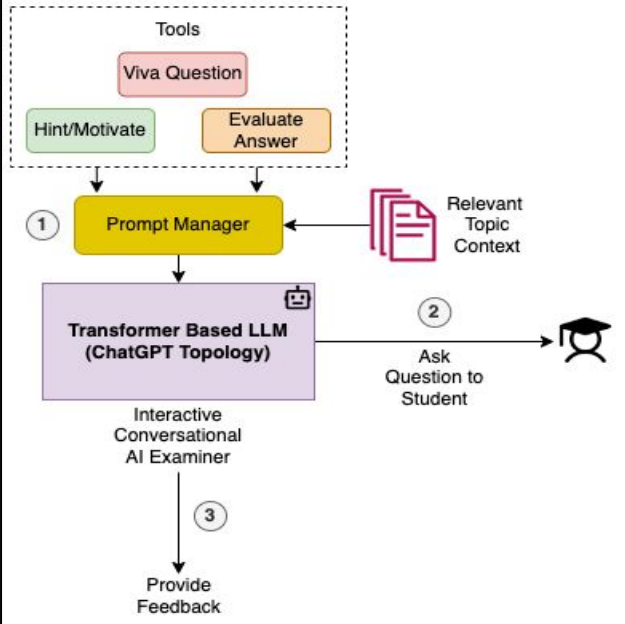 Tools
Viva Question
Hint/Motivate
Evaluate
Answer
1
Prompt Manager
Relevant
Topic
Context
Transformer Based LLM
(ChatGPT Topology)
2
Ask
Question to
Student
Interactive
Conversational
AI Examiner
3
Provide
Feedback